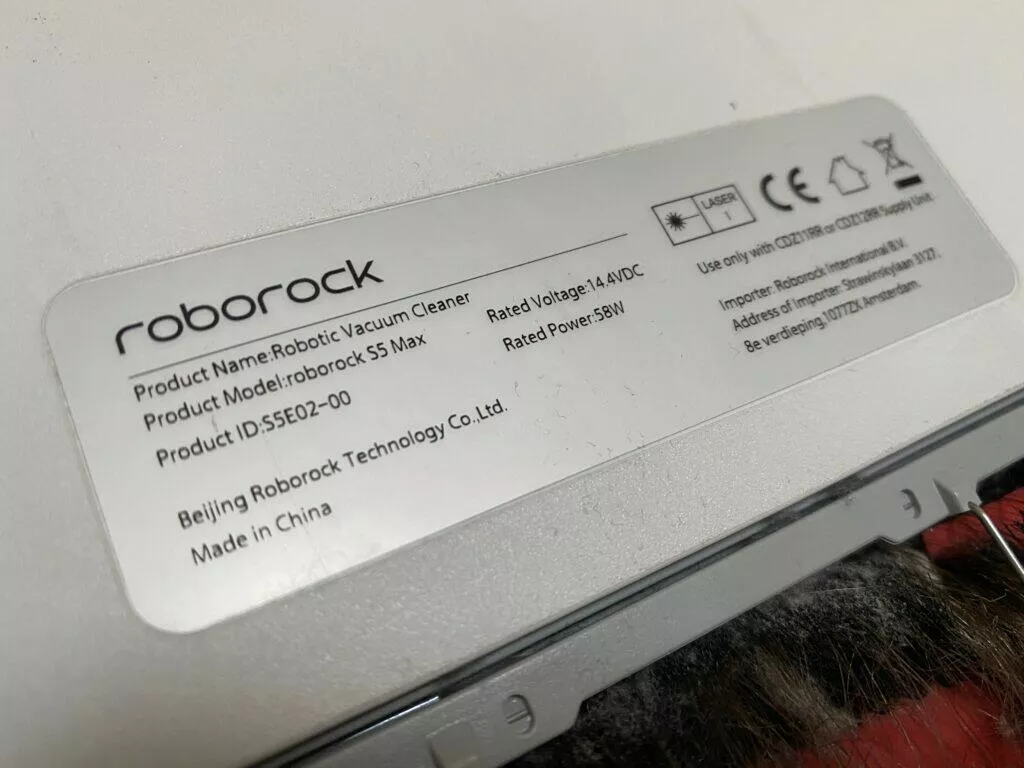 roborock
Product Name:Robotic Vacuum Cleaner
Product Model:roborock S5 Max
Product ID:S5E02-00
Rated Voltage:14.4VDC
Rated Power:58W
Beijing Roborock Technology Co.,Ltd.
Made in China
LASER
1
CE
Use only with CDZ11RR or CDZ12RR Supply Unit
Importer: Roborock International B.V.
Address of Importer: Strawinskylaan 3127,
8e verdieping,1077ZX Amsterdam.